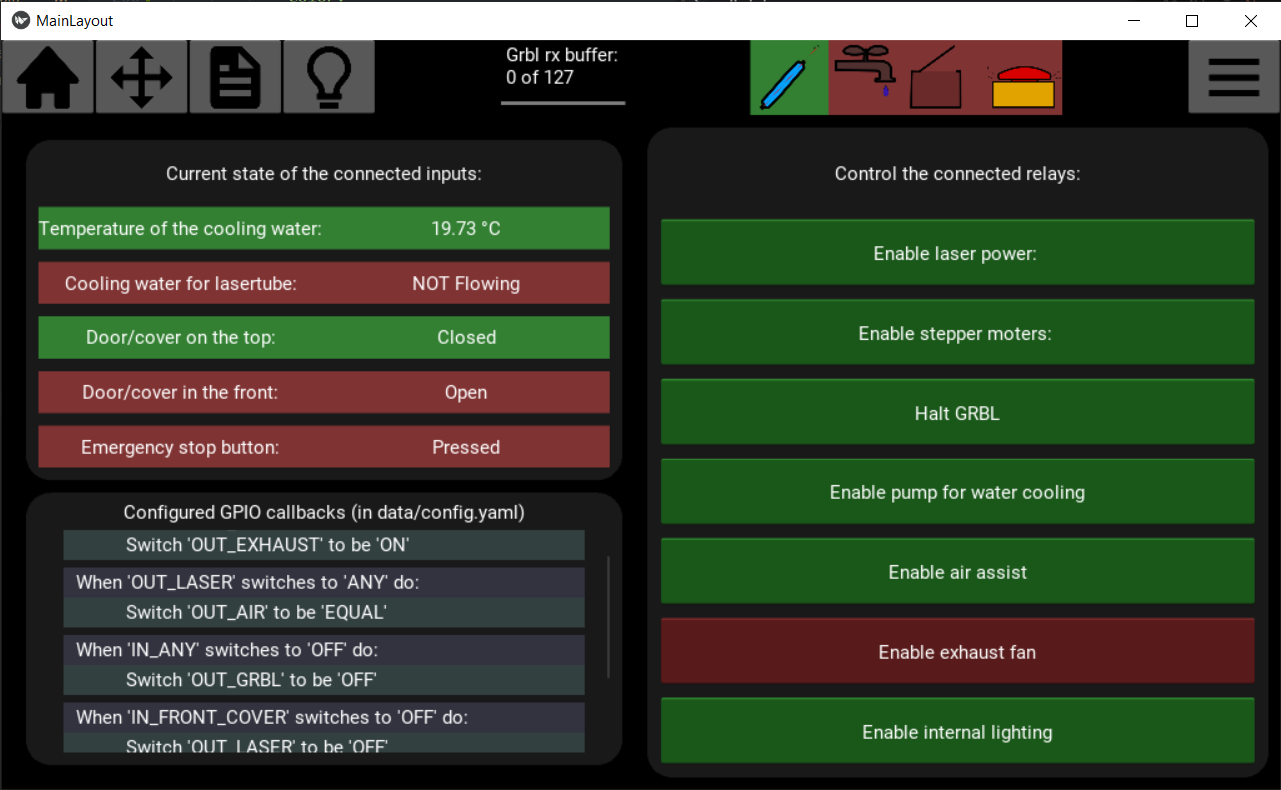 MainLayout
Grbl rx buffer:
0 of 127
Current state of the connected inputs:
Temperature of the cooling water: 19.73 °C
Cooling water for lasertube: NOT Flowing
Door/cover on the top: Closed
Door/cover in the front: Open
Emergency stop button: Pressed
Configured GPIO callbacks (in data/config.yaml)
Switch 'OUT_EXHAUST' to be 'ON'
When 'OUT_LASER' switches to 'ANY' do:
Switch 'OUT_AIR' to be 'EQUAL'
When 'IN_ANY' switches to 'OFF' do:
Switch 'OUT_GRBL' to be 'OFF'
When 'IN_FRONT_COVER' switches to 'OFF' do:
Switch 'OUT_LASER' to be 'OFF'
Control the connected relays:
Enable laser power:
Enable stepper moters:
Halt GRBL
Enable pump for water cooling
Enable air assist
Enable exhaust fan
Enable internal lighting